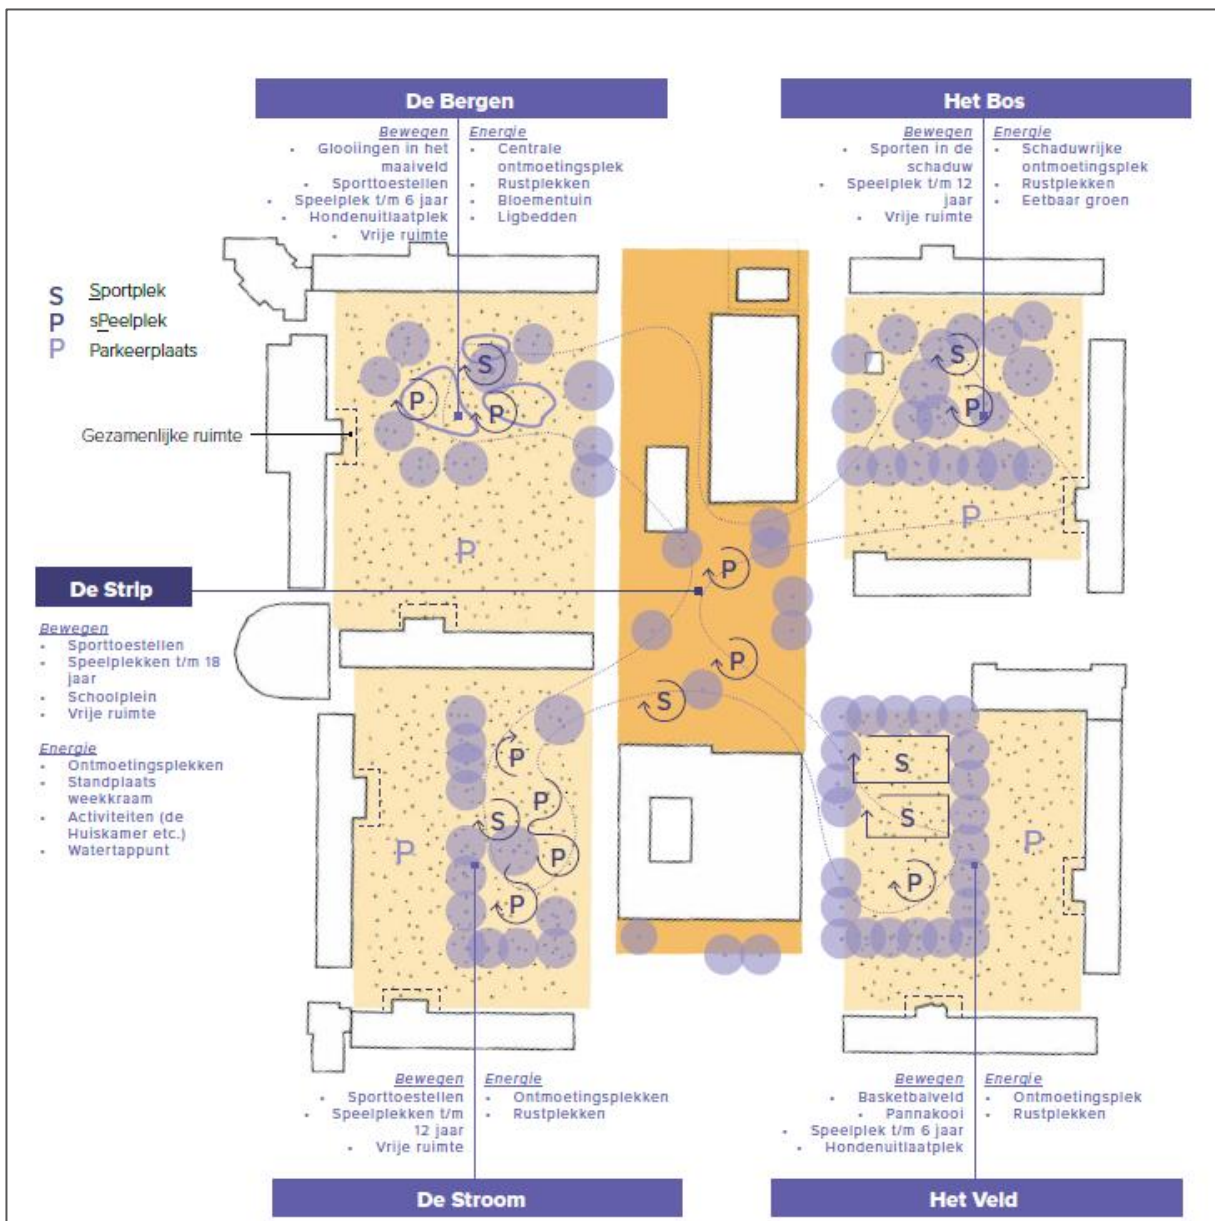 De Bergen
Bewegen
Glooiingen in het
maaiveld
Sporttoestellen
Speelplek t/m 6 jaar
Hondenuitlaatplek
Vrije ruimte
Energie
Centrale
ontmoetingsplek
Rustplekken
Bloementuin
Ligbedden
Het Bos
Bewegen
Sporten in de
schaduw
Speelplek t/m 12
jaar
Vrije ruimte
Energie
Schaduwrijke
ontmoetingsplek
Rustplekken
Eetbaar groen
S Sportplek
P sPeelplek
P Parkeerplaats
Gezamenlijke ruimte
S
P
P
P
S
P
P
De Strip
Bewegen
Sporttoestellen
Speelplekken t/m 18
jaar
Schoolplein
Vrije ruimte
Energie
Ontmoetingsplekken
Standplaats
weekkraam
Activiteiten (de
Huiskamer etc.)
Watertappunt
P
P
S
P
P
S
P
P
P
S
S
P
P
Bewegen
Sporttoestellen
Speelplekken t/m
12 jaar
Vrije ruimte
Energie
Ontmoetingsplekken
Rustplekken
De Stroom
Bewegen
Basketbalveld
Pannakooi
Speelplek t/m 6 jaar
Hondenuitlaatplek
Energie
Ontmoetingsplek
Rustplekken
Het Veld